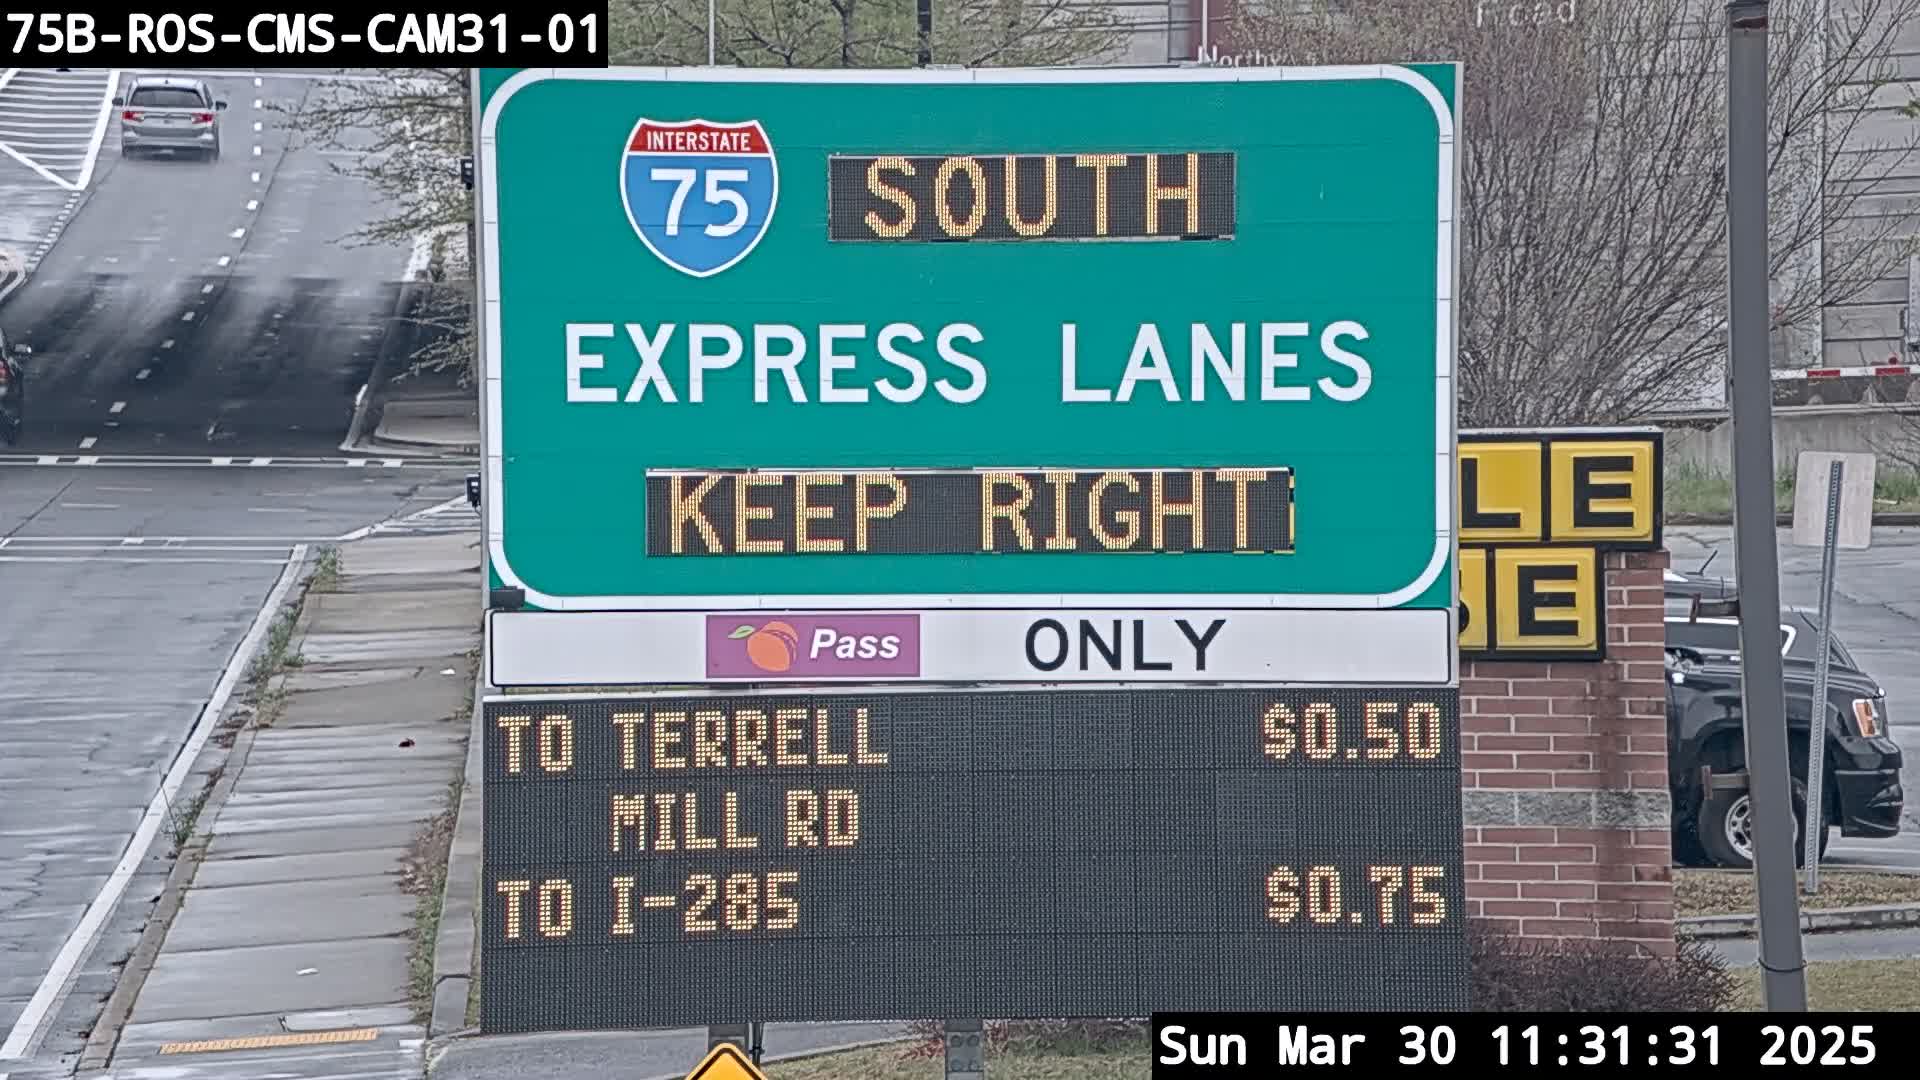 75B-ROS-CMS-CAM31-01
INTERSTATE
75
SOUTH
EXPRESS LANES
KEEP RIGHT
Pass ONLY
TO TERRELL $0.50
MILL RD
TO I-285 $0.75
LE
E
Sun Mar 30 11:31:31 2025